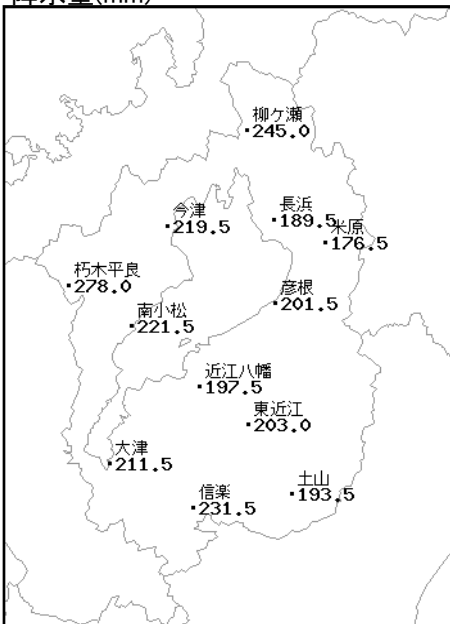 降水量(mm)
柳ケ瀬
245.0
長浜
189.5
今津
219.5
米原
176.5
朽木平良
278.0
彦根
201.5
南小松
221.5
近江八幡
197.5
東近江
203.0
大津
211.5
土山
193.5
信楽
231.5